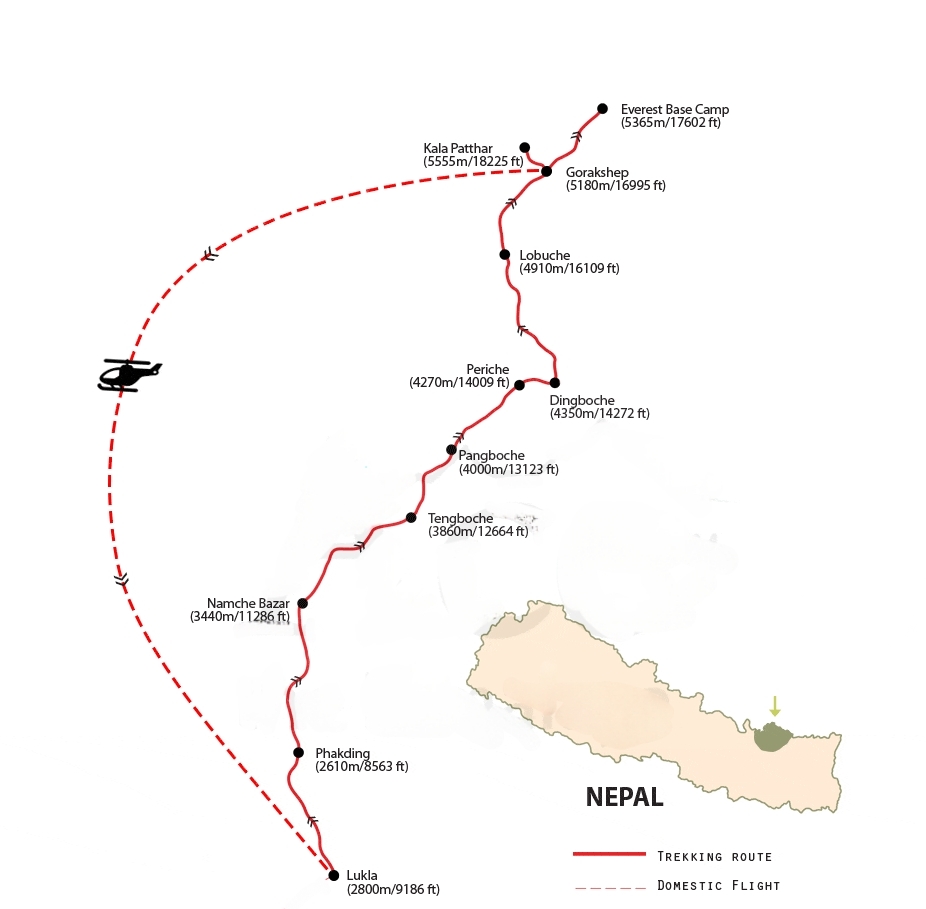 Everest Base Camp
(5365m/17602 ft)
Kala Patthar
(5555m/18225 ft)
Gorakshep
(5180m/16995 ft)
Lobuche
(4910m/16109 ft)
Periche
(4270m/14009 ft)
Dingboche
(4350m/14272 ft)
Pangboche
(4000m/13123 ft)
Tengboche
(3860m/12664 ft)
Namche Bazar
(3440m/11286 ft)
Phakding
(2610m/8563 ft)
NEPAL
Trekking route
Domestic Flight
Lukla
(2800m/9186 ft)